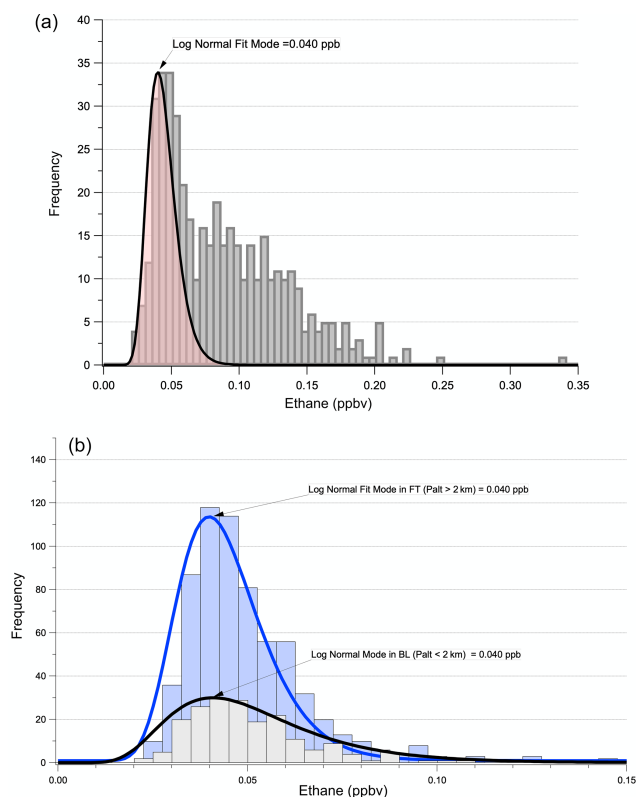 (a)
Log Normal Fit Mode =0.040 ppb
40
35
30
25
20
15
10
5
0
Frequency
0.00 0.05 0.10 0.15 0.20 0.25 0.30 0.35
Ethane (ppbv)
(b)
Log Normal Fit Mode in FT (Palt > 2 km) = 0.040 ppb
Log Normal Mode in BL (Palt < 2 km) = 0.040 ppb
140
120
100
80
60
40
20
0
Frequency
0.00 0.05 0.10 0.15
Ethane (ppbv)